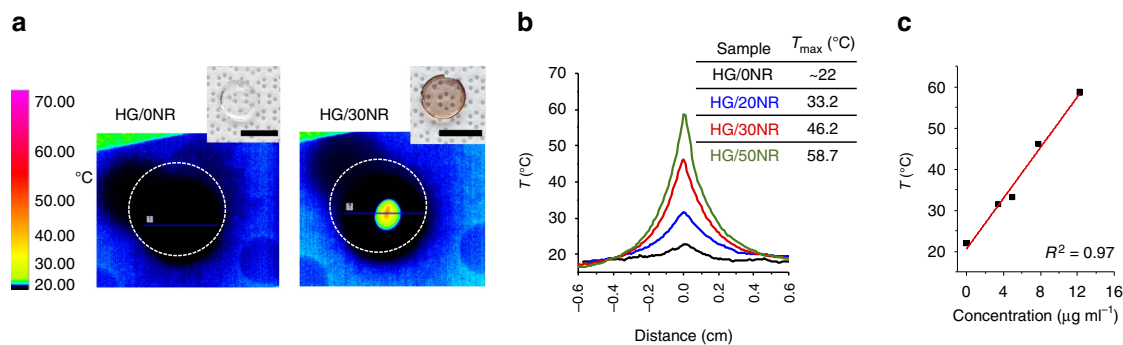 a
70.00
60.00
50.00
°C
40.00
30.00
20.00
HG/0NR
HG/30NR
1
b
Sample Tmax (°C)
HG/0NR ~22
HG/20NR 33.2
HG/30NR 46.2
HG/50NR 58.7
70
60
50
40
30
20
T (°C)
–0.6
–0.4
–0.2
0.0
0.2
0.4
0.6
Distance (cm)
c
60
50
40
30
20
T (°C)
R² = 0.97
0 4 8 12 16
Concentration (μg ml⁻¹)